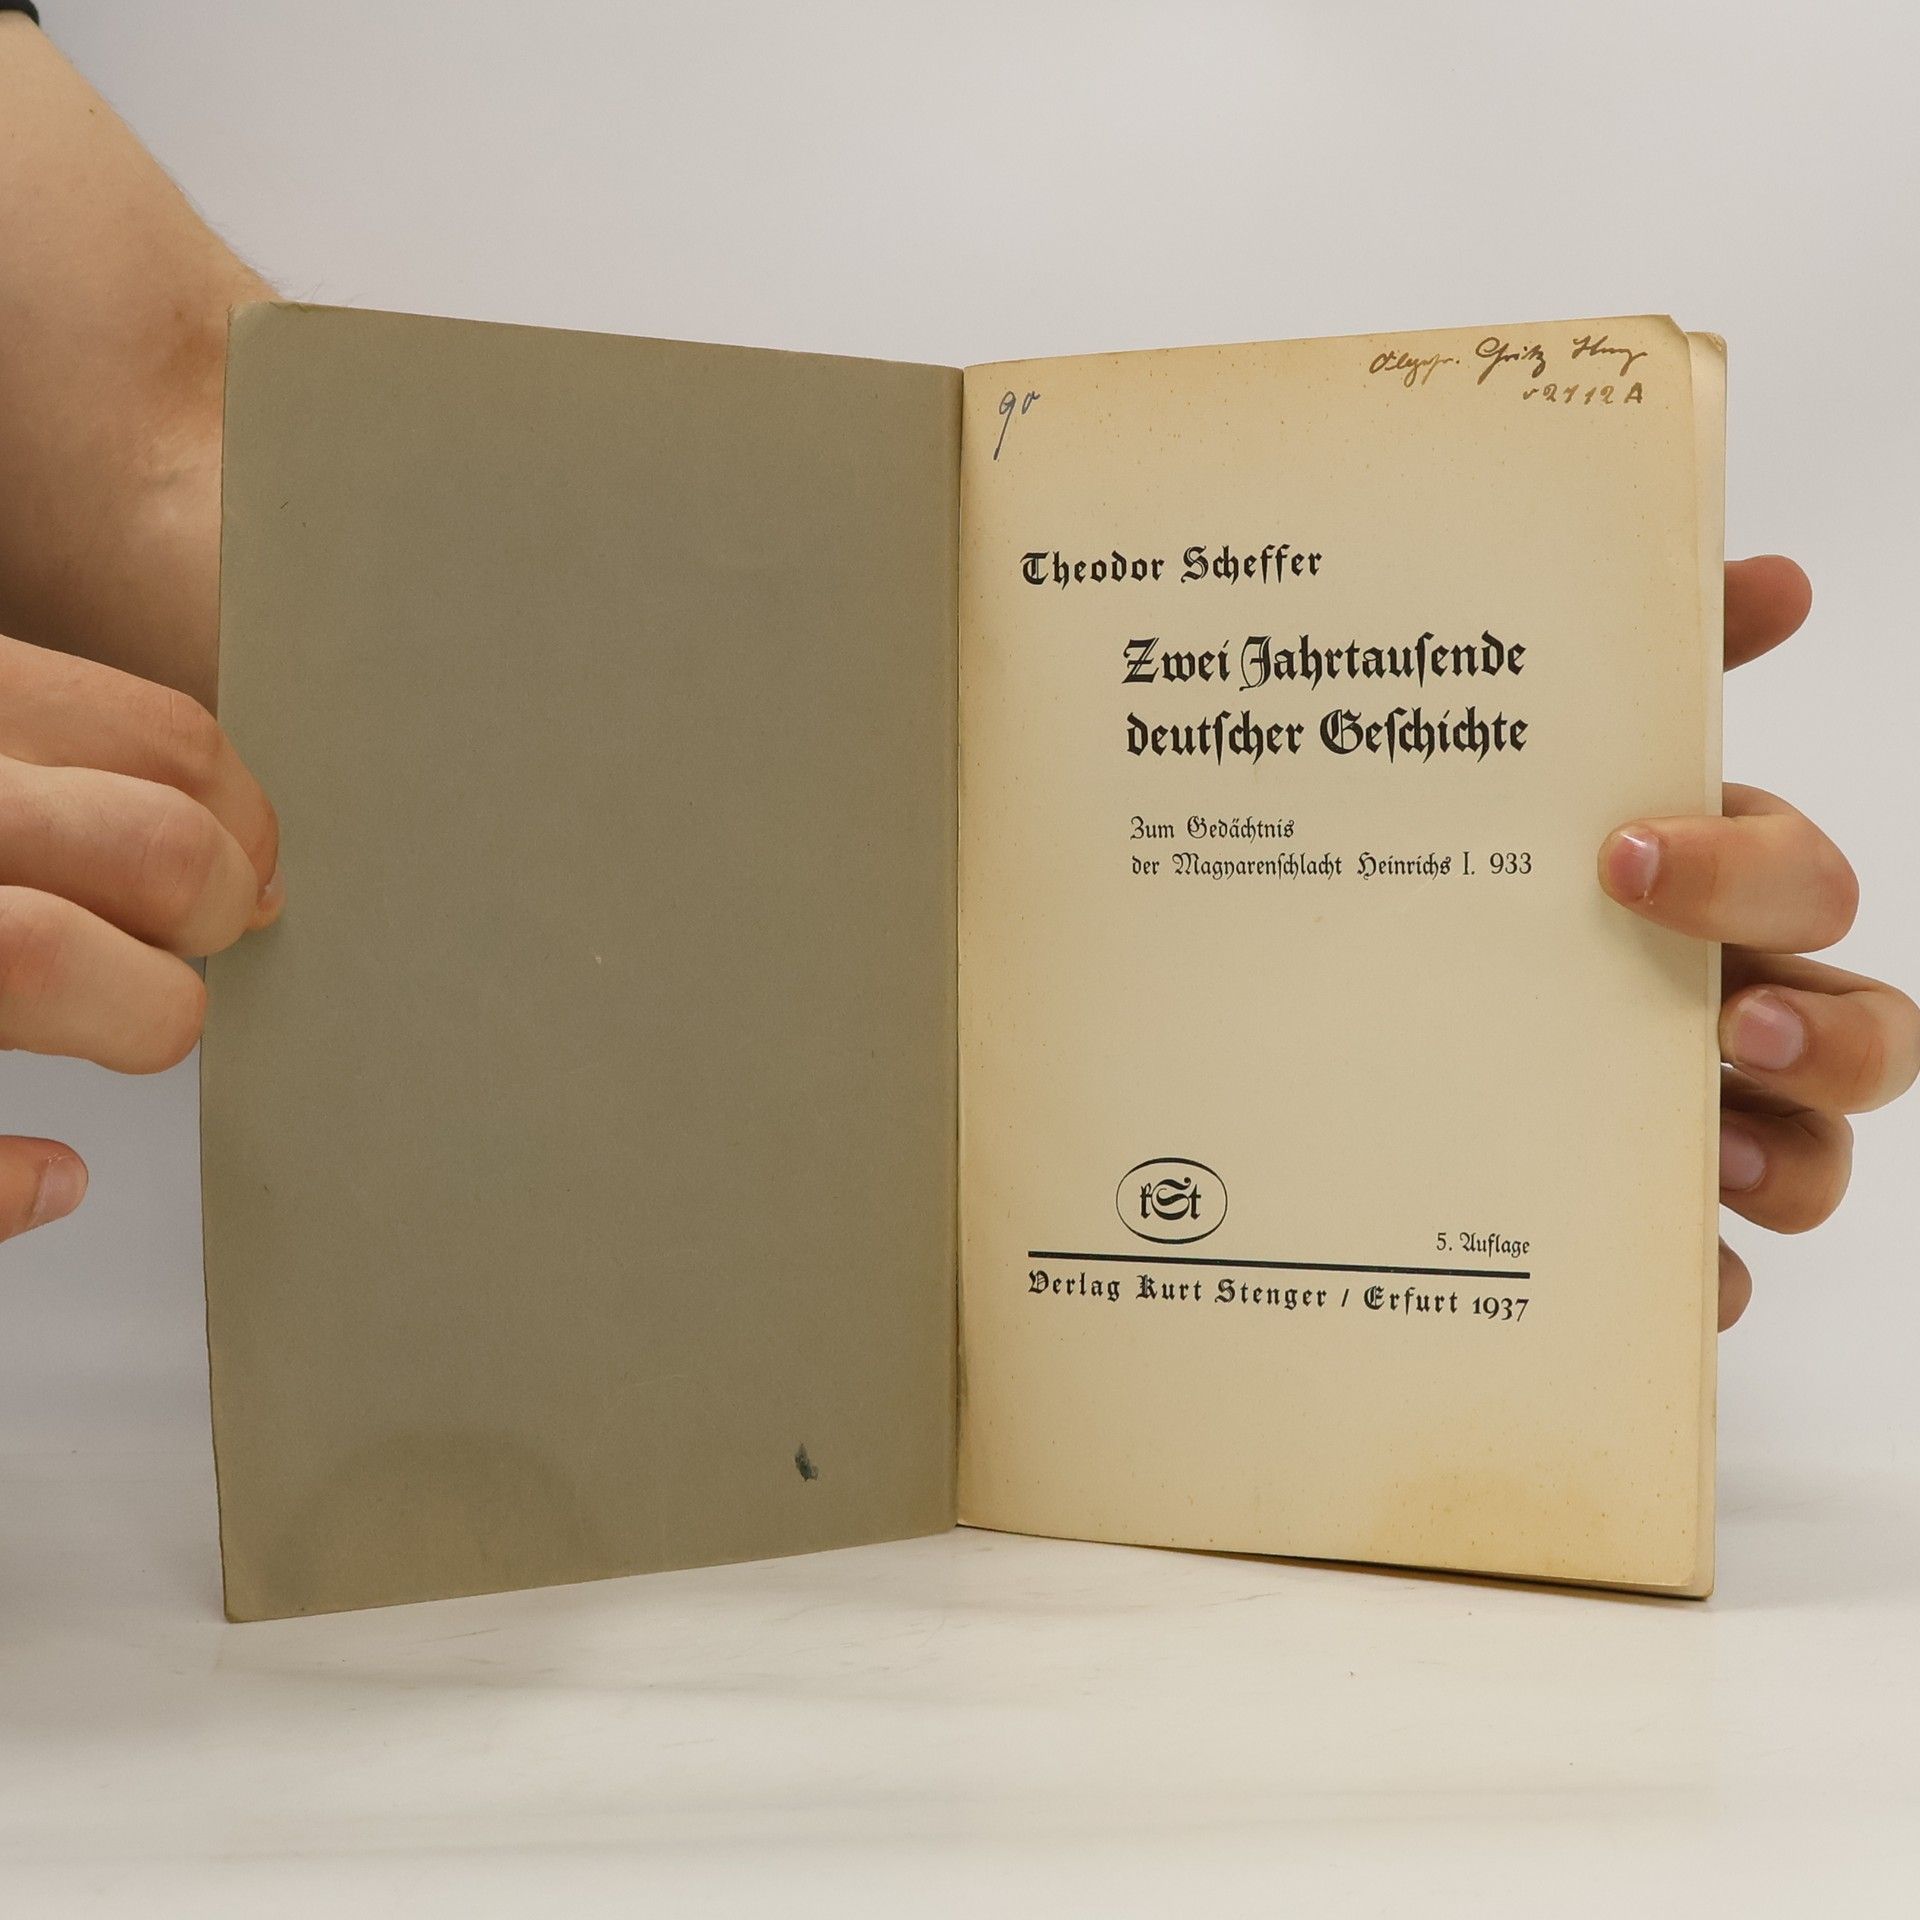 90
Theodor Scheffer
Zwei Jahrtauſende
deutſcher Geſchichte
Zum Gedächtnis
der Magyarenſchlacht Heinrichs I. 933
kSt
5. Auflage
Verlag Kurt Stenger / Erfurt 1937